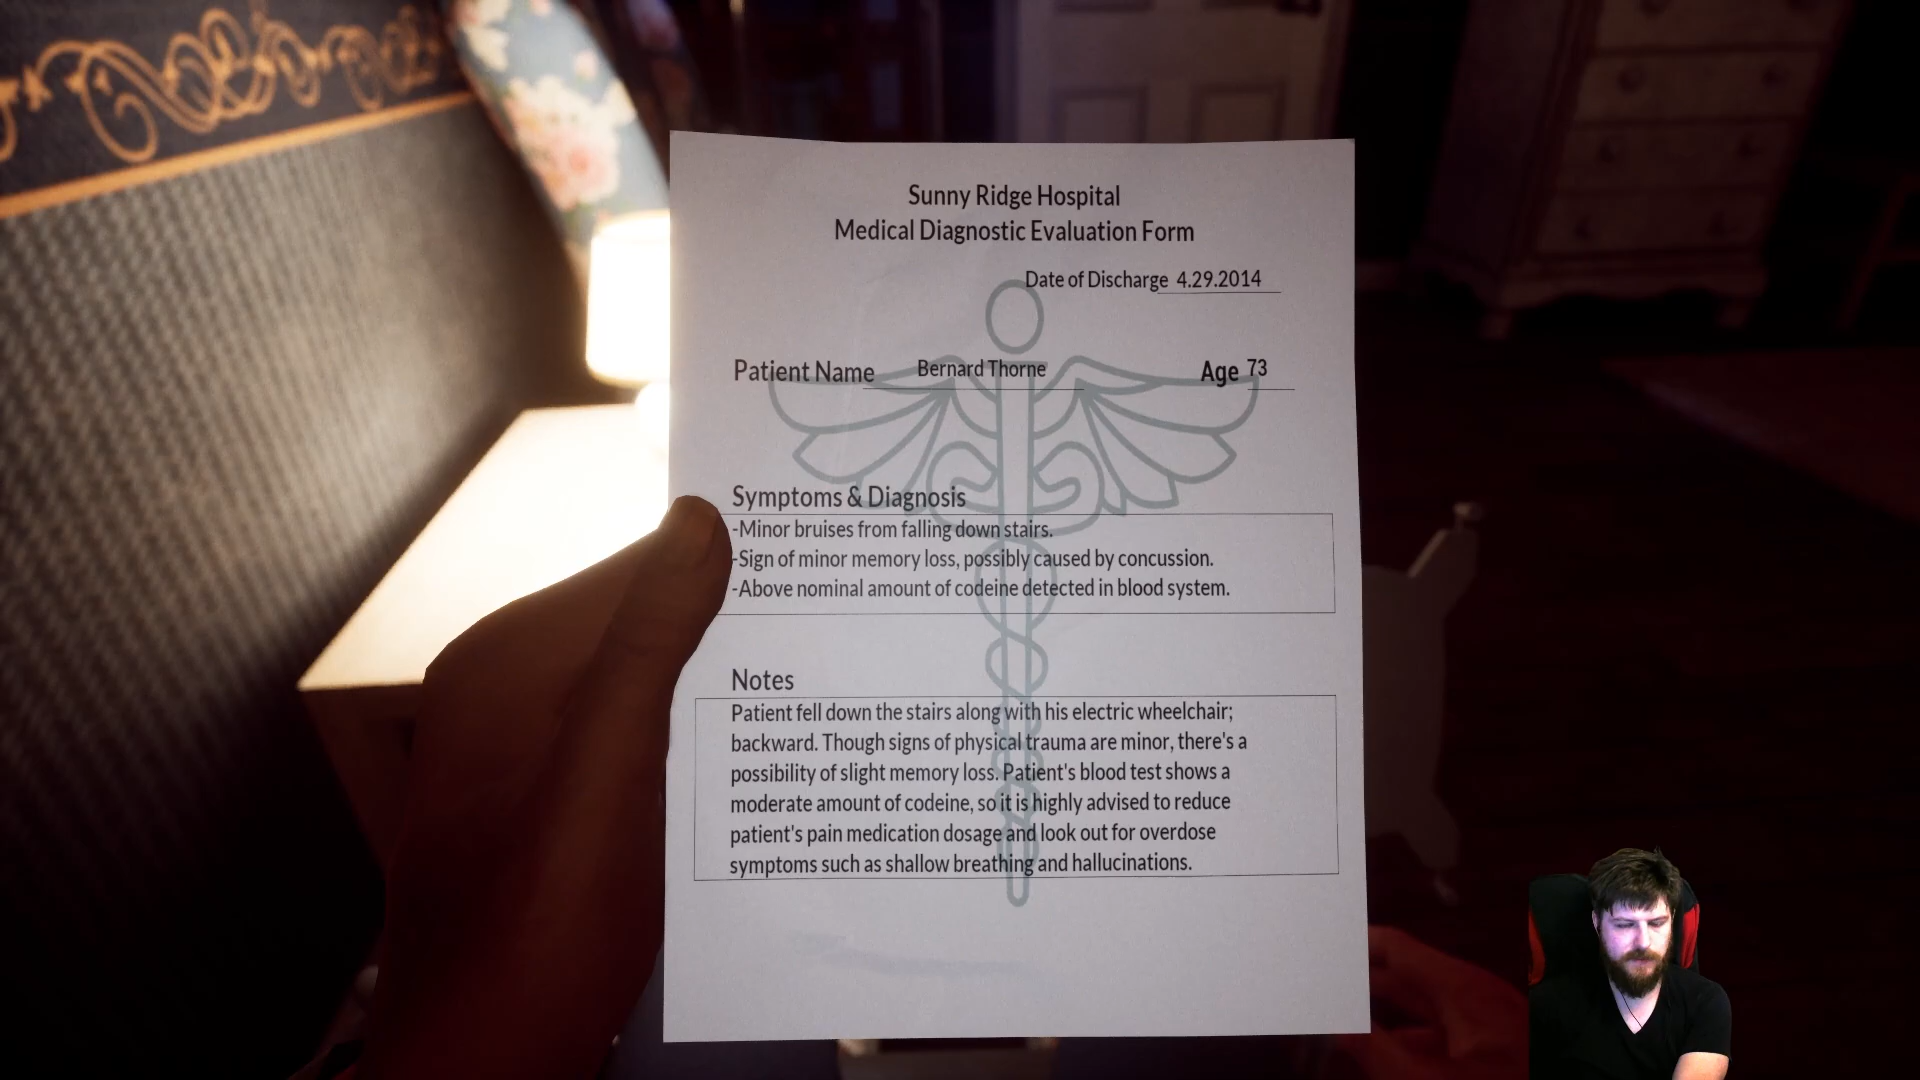 Sunny Ridge Hospital
Medical Diagnostic Evaluation Form
Date of Discharge 4.29.2014
Patient Name Bernard Thorne Age 73
Symptoms & Diagnosis
-Minor bruises from falling down stairs.
-Sign of minor memory loss, possibly caused by concussion.
-Above nominal amount of codeine detected in blood system.
Notes
Patient fell down the stairs along with his electric wheelchair;
backward. Though signs of physical trauma are minor, there's a
possibility of slight memory loss. Patient's blood test shows a
moderate amount of codeine, so it is highly advised to reduce
patient's pain medication dosage and look out for overdose
symptoms such as shallow breathing and hallucinations.